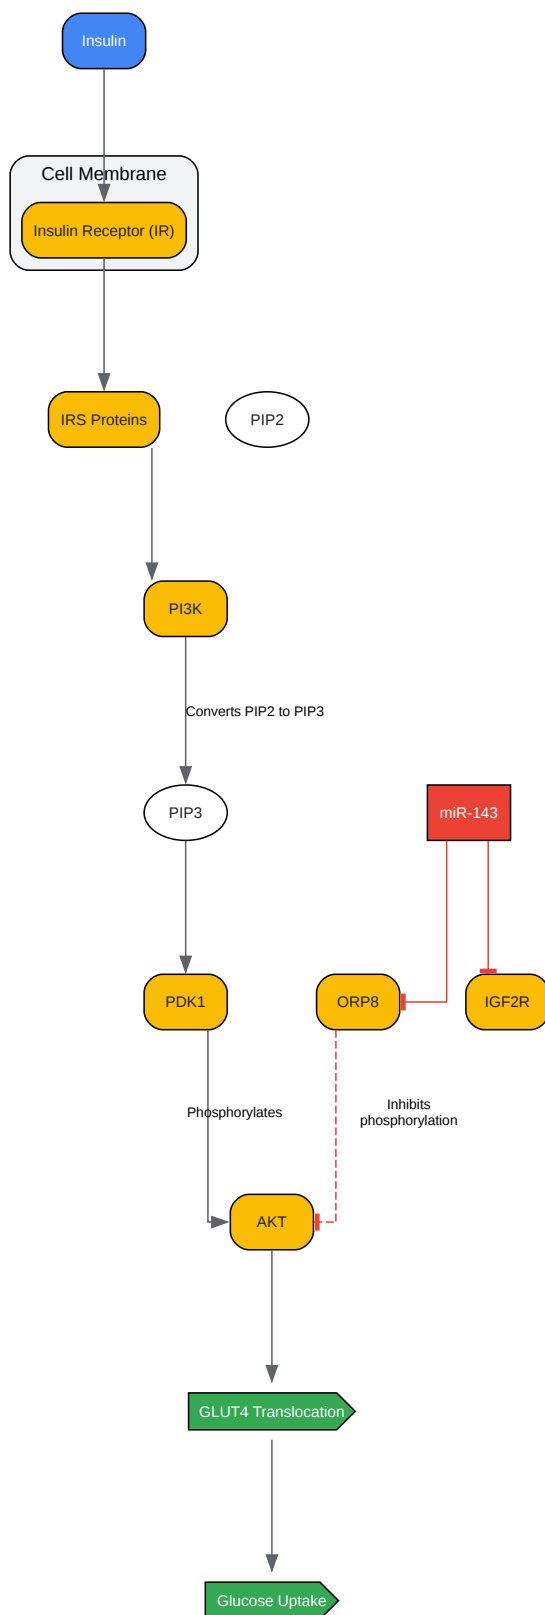 Insulin
Cell Membrane
Insulin Receptor (IR)
IRS Proteins
PIP2
PI3K
Converts PIP2 to PIP3
PIP3
miR-143
PDK1
ORP8
IGF2R
Phosphorylates
Inhibits
phosphorylation
AKT
GLUT4 Translocation
Glucose Uptake